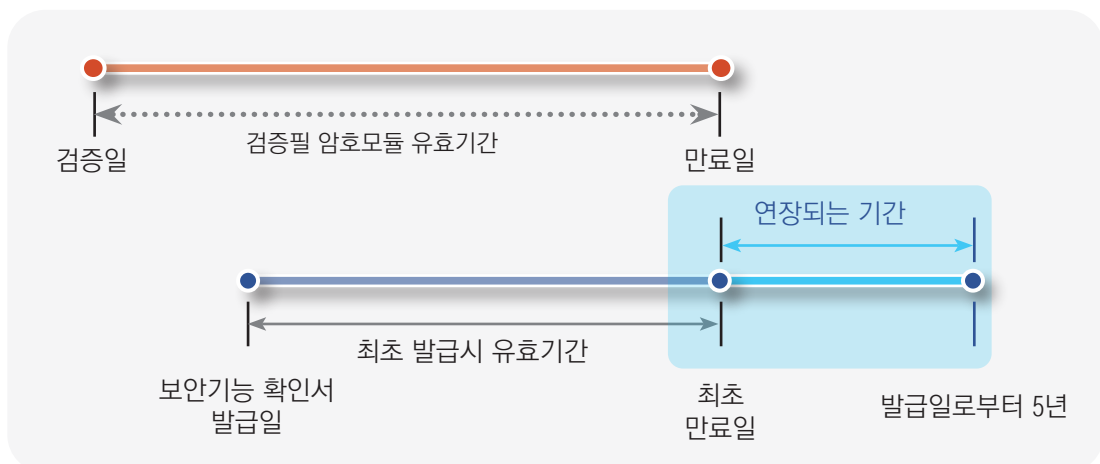 검증필 암호모듈 유효기간
검증일
만료일
연장되는 기간
최초 발급시 유효기간
보안기능 확인서
발급일
최초
만료일
발급일로부터 5년